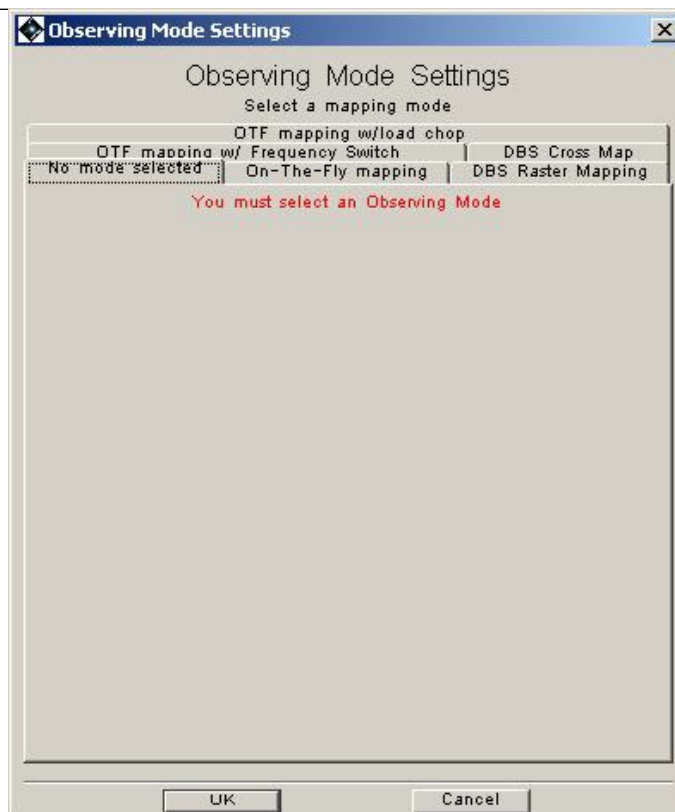 Observing Mode Settings
Observing Mode Settings
Select a mapping mode
OTF mapping w/load chop
OTF mapping w/ Frequency Switch
DBS Cross Map
No mode selected
On-The-Fly mapping
DBS Raster Mapping
You must select an Observing Mode
OK
Cancel